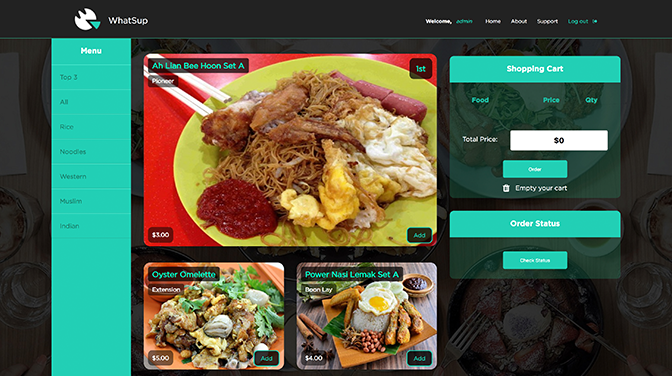 WhatSup
Welcome, admin
Home
About
Support
Log out
Menu
Top 3
All
Rice
Noodles
Western
Muslim
Indian
Ah Lian Bee Hoon Set A
Pioneer
1st
$3.00
Add
Oyster Omelette
Extension
$5.00
Add
Power Nasi Lemak Set A
Boon Lay
$4.00
Add
Shopping Cart
Food Price Qty
Total Price: $0
Order
Empty your cart
Order Status
Check Status